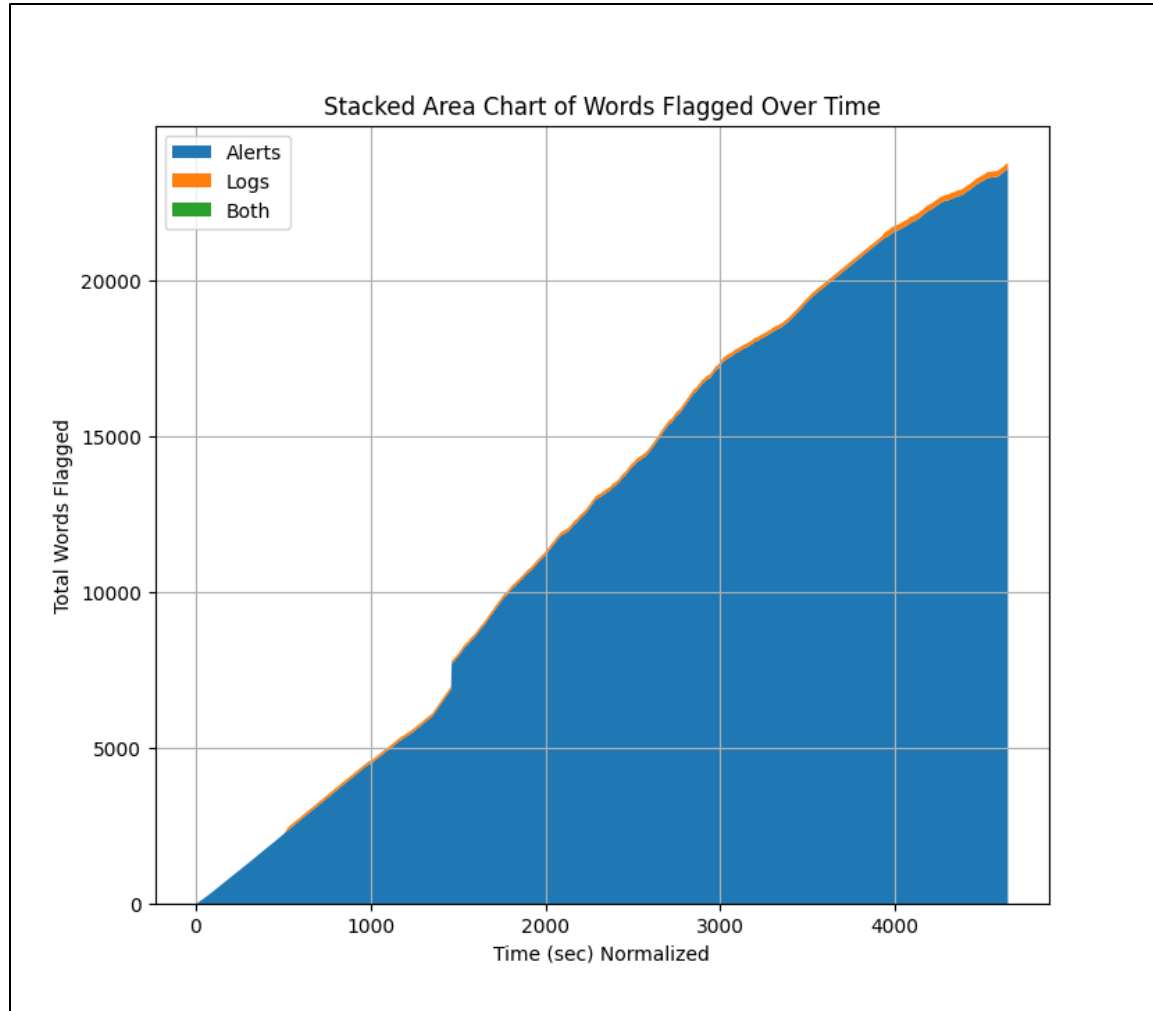 Stacked Area Chart of Words Flagged Over Time
Alerts
Logs
Both
20000
15000
10000
5000
0
Total Words Flagged
0 1000 2000 3000 4000
Time (sec) Normalized